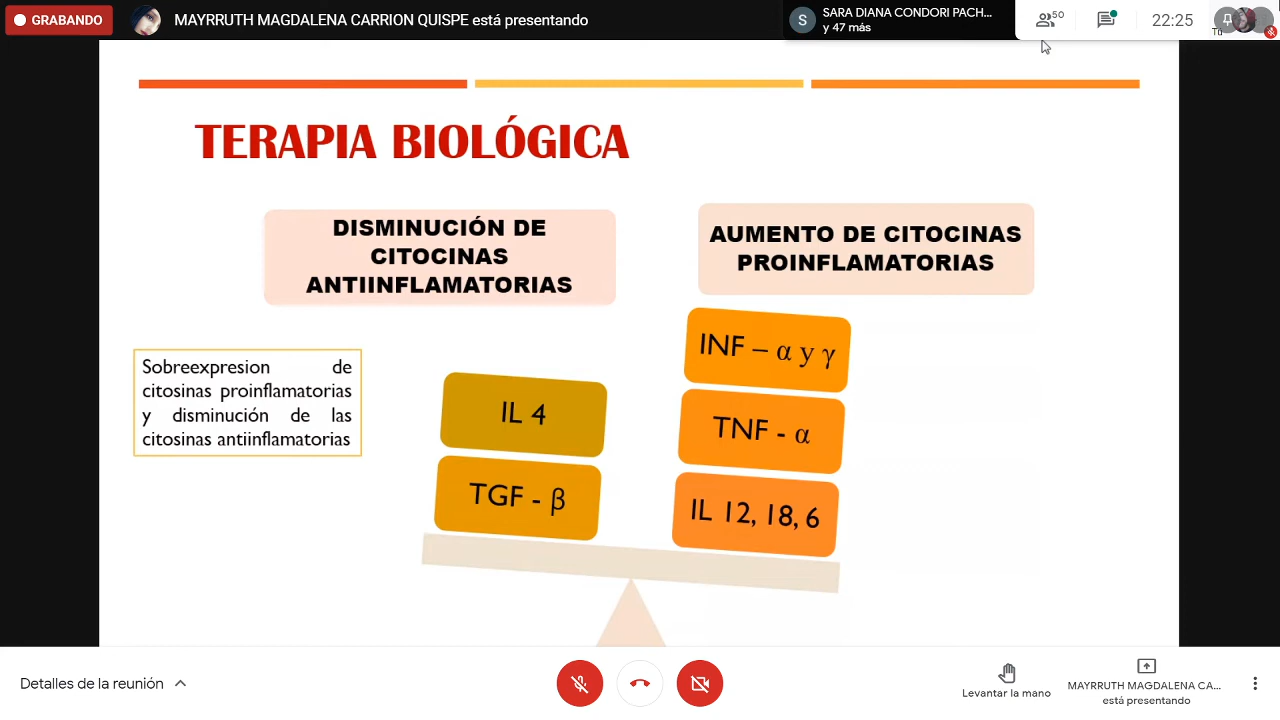 GRABANDO
MAYRRUTH MAGDALENA CARRION QUISPE está presentando
S
SARA DIANA CONDORI PACH...
y 47 más
50
22:25
Tú
TERAPIA BIOLÓGICA
DISMINUCIÓN DE
CITOCINAS
ANTIINFLAMATORIAS
AUMENTO DE CITOCINAS
PROINFLAMATORIAS
Sobreexpresion de
citosinas proinflamatorias
y disminución de las
citosinas antiinflamatorias
IL 4
TGF - β
INF – α y γ
TNF - α
IL 12, 18, 6
Detalles de la reunión
Levantar la mano
MAYRRUTH MAGDALENA CA...
está presentando